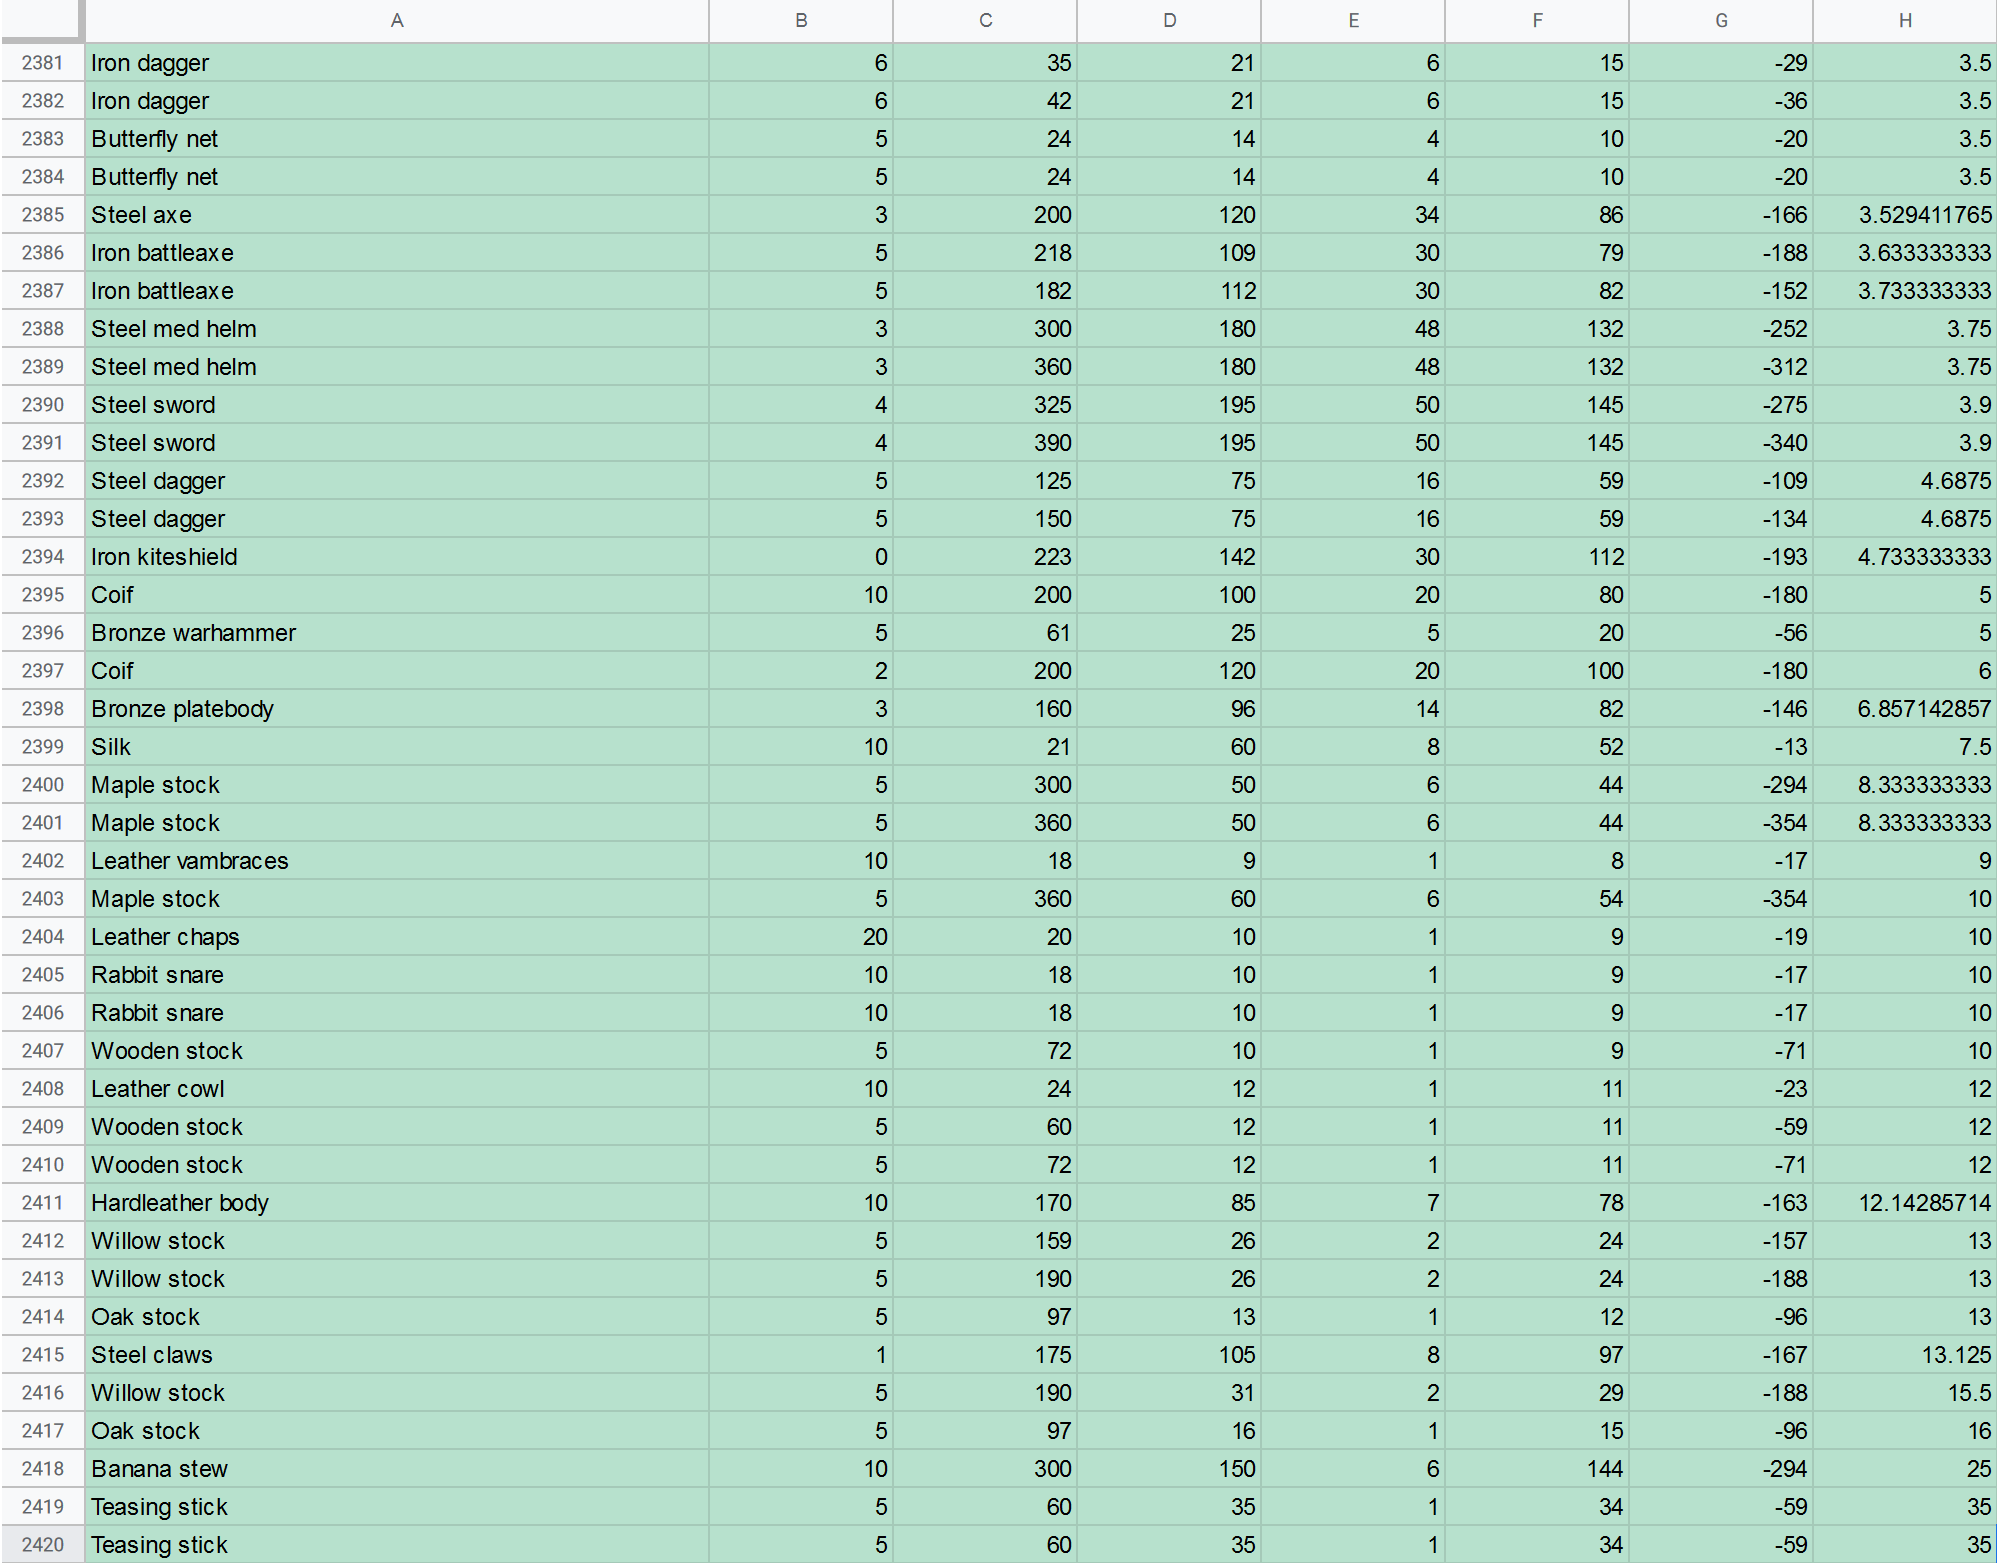 A B C D E F G H
2381 Iron dagger 6 35 21 6 15 -29 3.5
2382 Iron dagger 6 42 21 6 15 -36 3.5
2383 Butterfly net 5 24 14 4 10 -20 3.5
2384 Butterfly net 5 24 14 4 10 -20 3.5
2385 Steel axe 3 200 120 34 86 -166 3.529411765
2386 Iron battleaxe 5 218 109 30 79 -188 3.633333333
2387 Iron battleaxe 5 182 112 30 82 -152 3.733333333
2388 Steel med helm 3 300 180 48 132 -252 3.75
2389 Steel med helm 3 360 180 48 132 -312 3.75
2390 Steel sword 4 325 195 50 145 -275 3.9
2391 Steel sword 4 390 195 50 145 -340 3.9
2392 Steel dagger 5 125 75 16 59 -109 4.6875
2393 Steel dagger 5 150 75 16 59 -134 4.6875
2394 Iron kiteshield 0 223 142 30 112 -193 4.733333333
2395 Coif 10 200 100 20 80 -180 5
2396 Bronze warhammer 5 61 25 5 20 -56 5
2397 Coif 2 200 120 20 100 -180 6
2398 Bronze platebody 3 160 96 14 82 -146 6.857142857
2399 Silk 10 21 60 8 52 -13 7.5
2400 Maple stock 5 300 50 6 44 -294 8.333333333
2401 Maple stock 5 360 50 6 44 -354 8.333333333
2402 Leather vambraces 10 18 9 1 8 -17 9
2403 Maple stock 5 360 60 6 54 -354 10
2404 Leather chaps 20 20 10 1 9 -19 10
2405 Rabbit snare 10 18 10 1 9 -17 10
2406 Rabbit snare 10 18 10 1 9 -17 10
2407 Wooden stock 5 72 10 1 9 -71 10
2408 Leather cowl 10 24 12 1 11 -23 12
2409 Wooden stock 5 60 12 1 11 -59 12
2410 Wooden stock 5 72 12 1 11 -71 12
2411 Hardleather body 10 170 85 7 78 -163 12.14285714
2412 Willow stock 5 159 26 2 24 -157 13
2413 Willow stock 5 190 26 2 24 -188 13
2414 Oak stock 5 97 13 1 12 -96 13
2415 Steel claws 1 175 105 8 97 -167 13.125
2416 Willow stock 5 190 31 2 29 -188 15.5
2417 Oak stock 5 97 16 1 15 -96 16
2418 Banana stew 10 300 150 6 144 -294 25
2419 Teasing stick 5 60 35 1 34 -59 35
2420 Teasing stick 5 60 35 1 34 -59 35